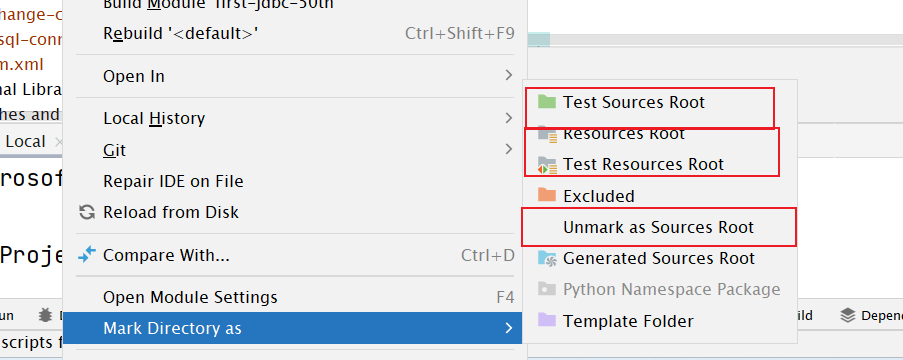 Build Module 'first-jdbc-50th'
hange-c
Rebuild '<default>' Ctrl+Shift+F9
sql-conn
m.xml
Open In
nal Libra
hes and
Local History
Test Sources Root
Resources Root
Local
Git
Test Resources Root
rosof
Repair IDE on File
Excluded
Reload from Disk
Unmark as Sources Root
Proje
Compare With... Ctrl+D
Generated Sources Root
Open Module Settings F4
Python Namespace Package
un
ild
Depen
Mark Directory as
Template Folder
scripts f